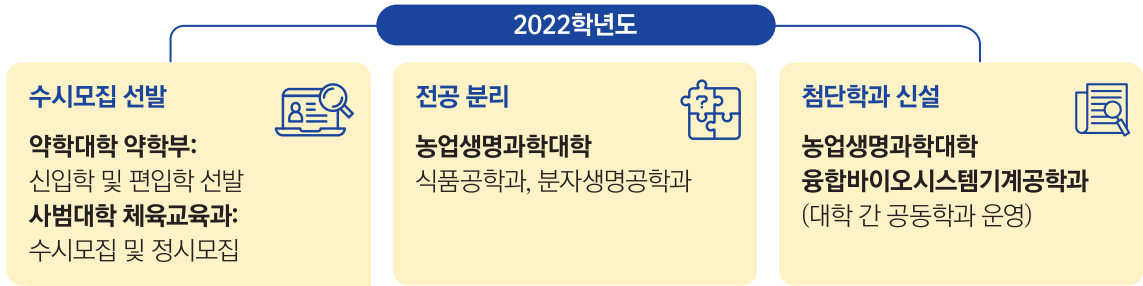 2022학년도
수시모집 선발
약학대학 약학부:
신입학 및 편입학 선발
사범대학 체육교육과:
수시모집 및 정시모집
전공 분리
?
농업생명과학대학
식품공학과, 분자생명공학과
첨단학과 신설
농업생명과학대학
융합바이오시스템기계공학과
(대학 간 공동학과 운영)